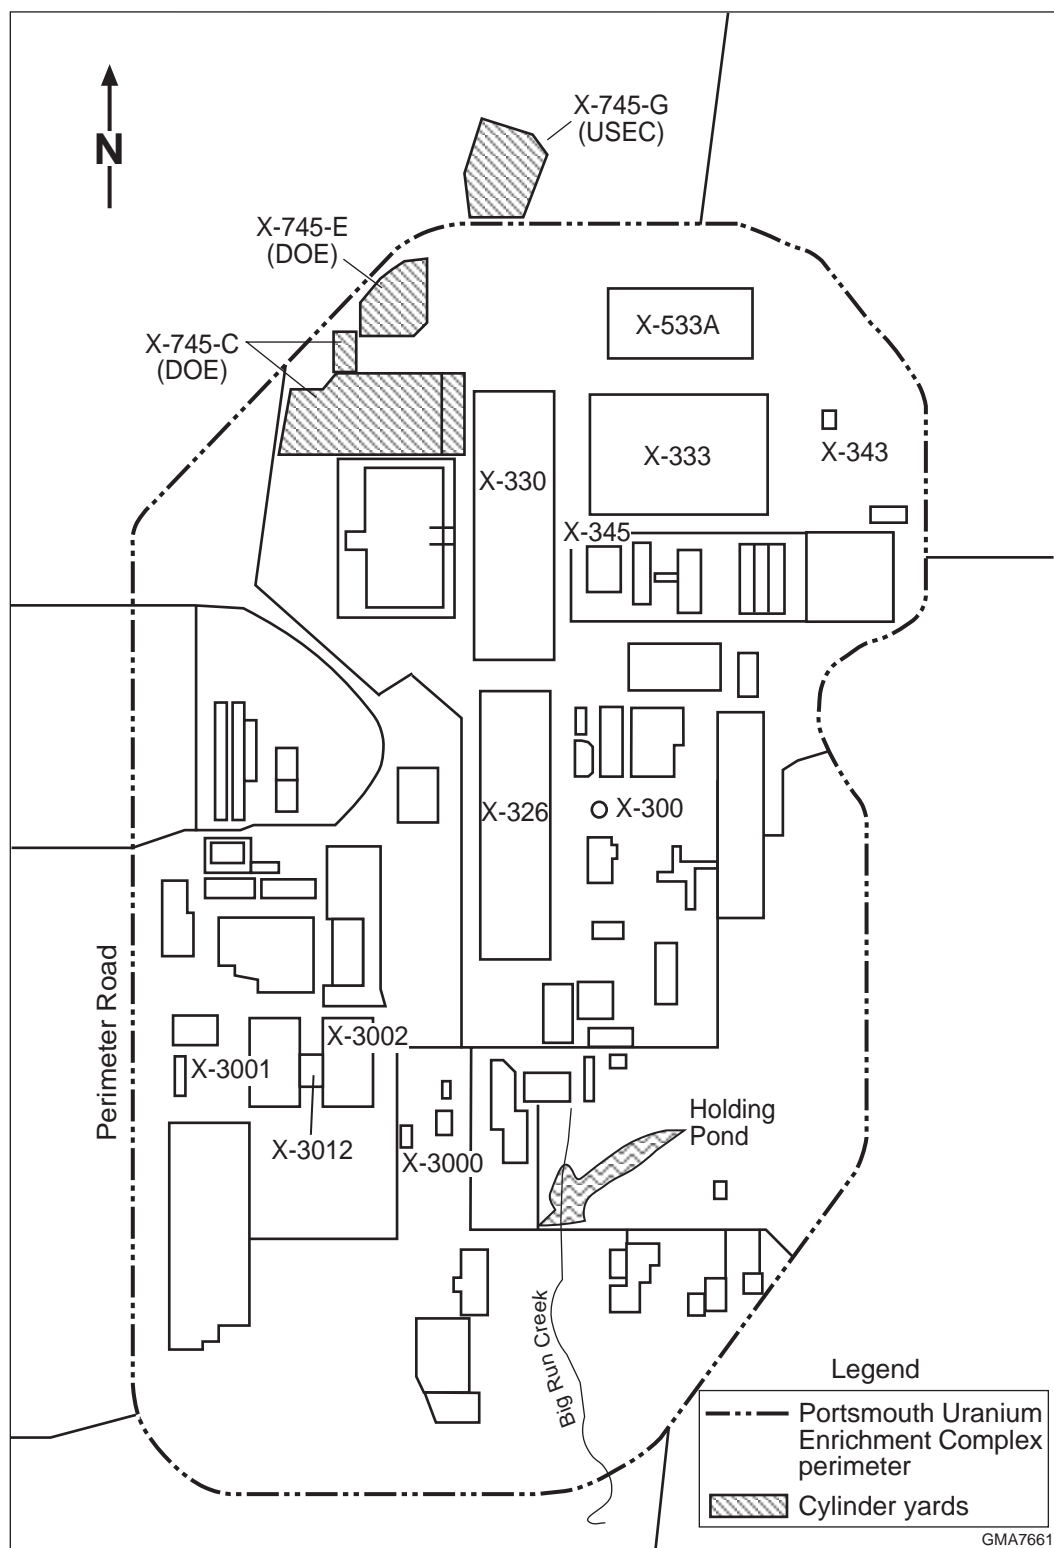 X-745-G
(USEC)
N
X-745-E
(DOE)
X-533A
X-745-C
(DOE)
X-333
X-343
X-330
X-345
X-326
X-300
Perimeter Road
X-3002
X-3001
Holding
Pond
X-3012
X-3000
Big Run Creek
Legend
Portsmouth Uranium
Enrichment Complex
perimeter
Cylinder yards
GMA7661